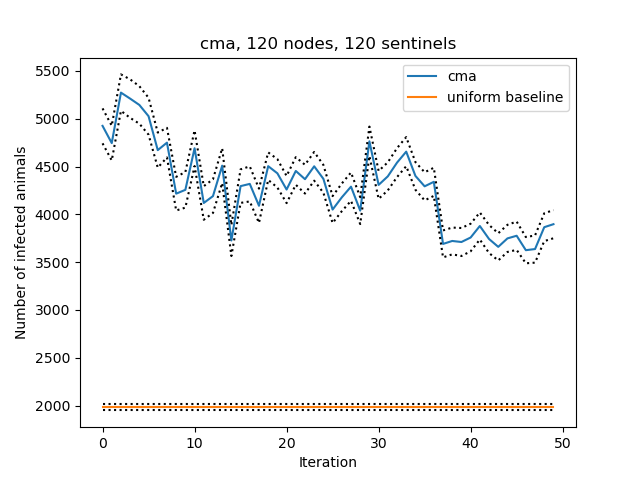 cma, 120 nodes, 120 sentinels
cma
uniform baseline
5500
5000
4500
4000
3500
3000
2500
2000
Number of infected animals
0 10 20 30 40 50
Iteration